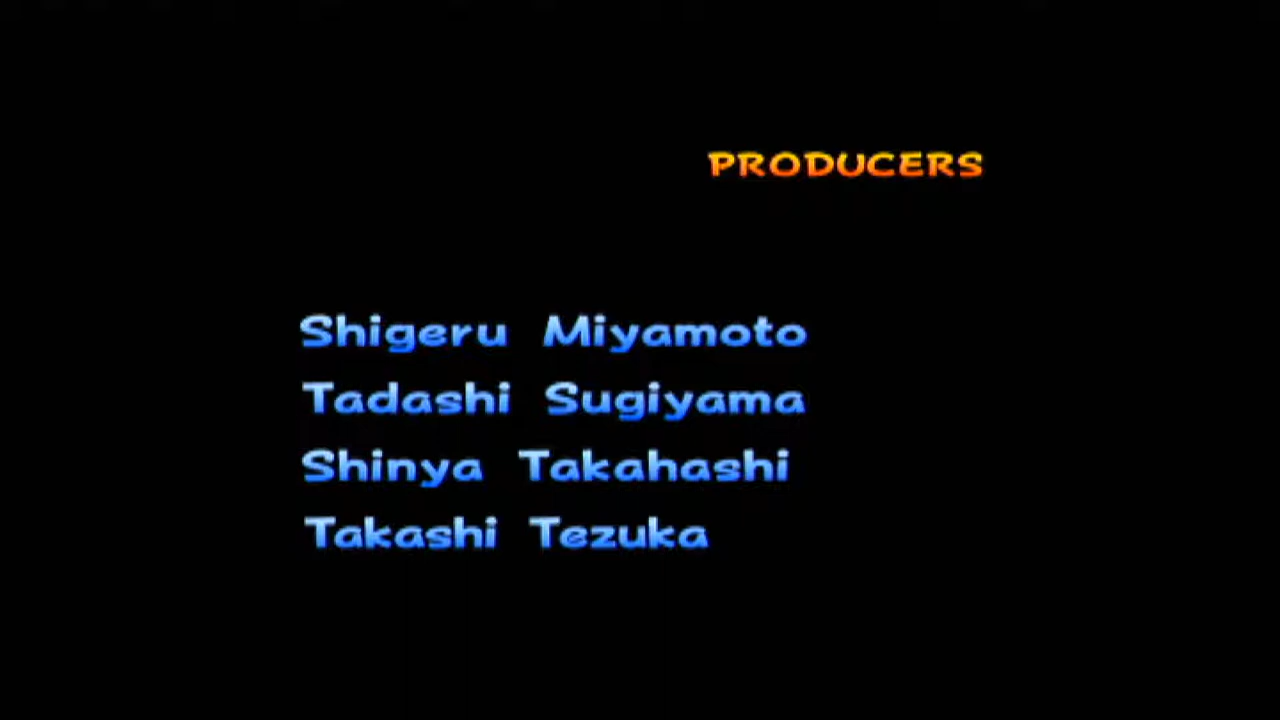 PRODUCERS
Shigeru Miyamoto
Tadashi Sugiyama
Shinya Takahashi
Takashi Tezuka